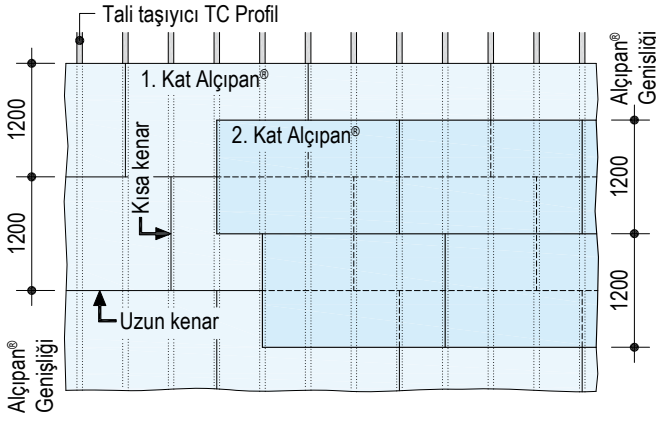 Tali taşıyıcı TC Profil
1. Kat Alçıpan®
2. Kat Alçıpan®
Kısa kenar
Uzun kenar
1200
1200
Alçıpan®
Genişliği
Alçıpan®
Genişliği
1200
1200